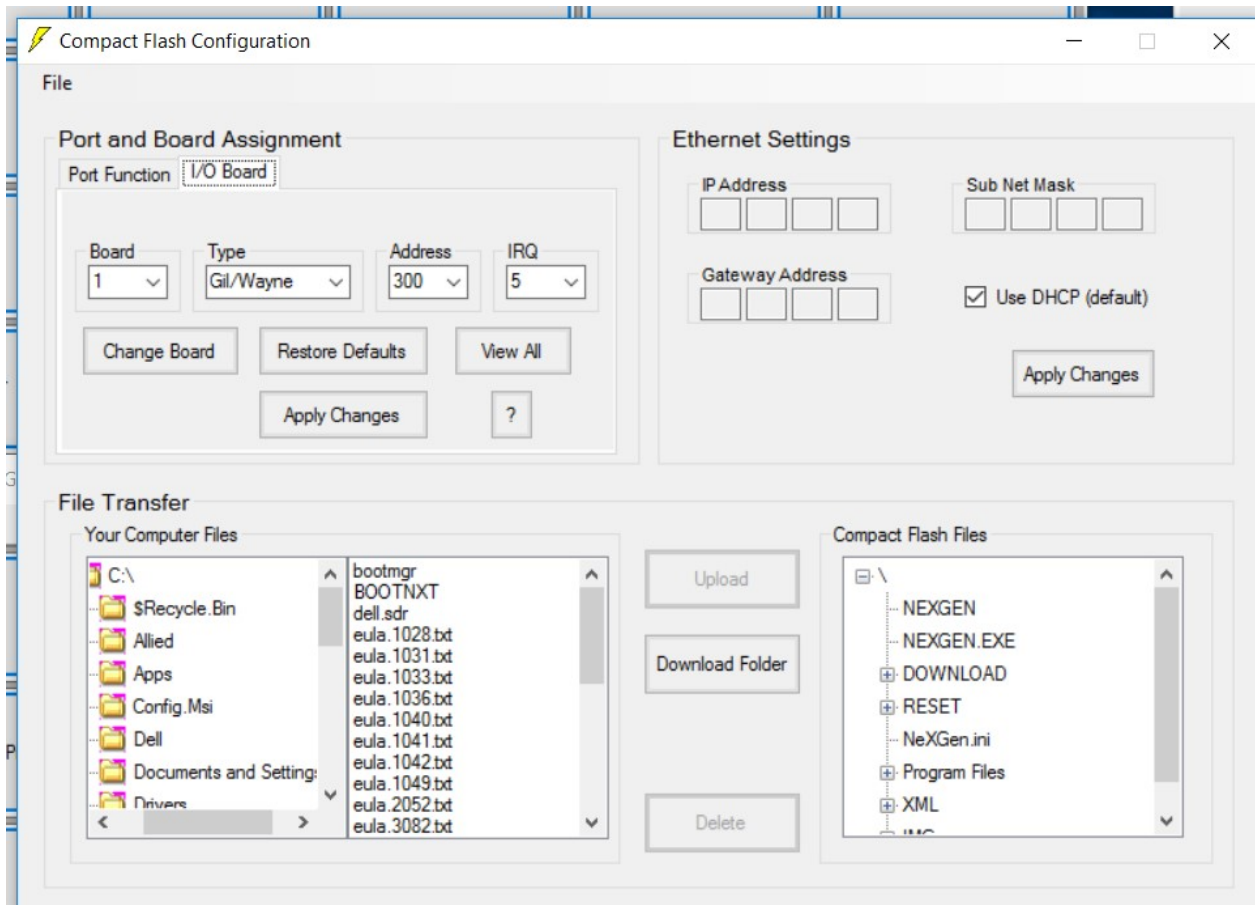 Compact Flash Configuration
File
Port and Board Assignment
Port Function I/O Board
Board Type Address IRQ
1 Gil/Wayne 300 5
Change Board Restore Defaults View All
Apply Changes ?
Ethernet Settings
IP Address Sub Net Mask
Gateway Address
Use DHCP (default)
Apply Changes
File Transfer
Your Computer Files
C:\
$Recycle.Bin
Allied
Apps
Config.Msi
Dell
Documents and Setting
Drivers
bootmgr
BOOTNXT
dell.sdr
eula.1028.txt
eula.1031.txt
eula.1033.txt
eula.1036.txt
eula.1040.txt
eula.1041.txt
eula.1042.txt
eula.1049.txt
eula.2052.txt
eula.3082.txt
Upload
Download Folder
Delete
Compact Flash Files
\
NEXGEN
NEXGEN.EXE
DOWNLOAD
RESET
NeXGen.ini
Program Files
XML